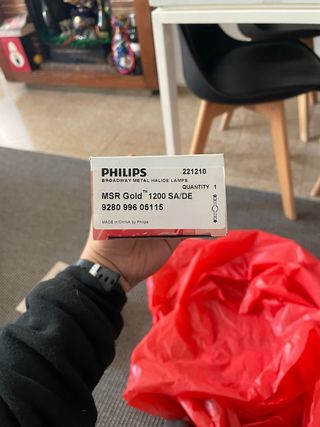 PHILIPS 221210
BROADWAY METAL HALIDE LAMPS
QUANTITY 1
MSR Gold™ 1200 SA/DE
9280 996 05115
MADE IN CHINA by Philips